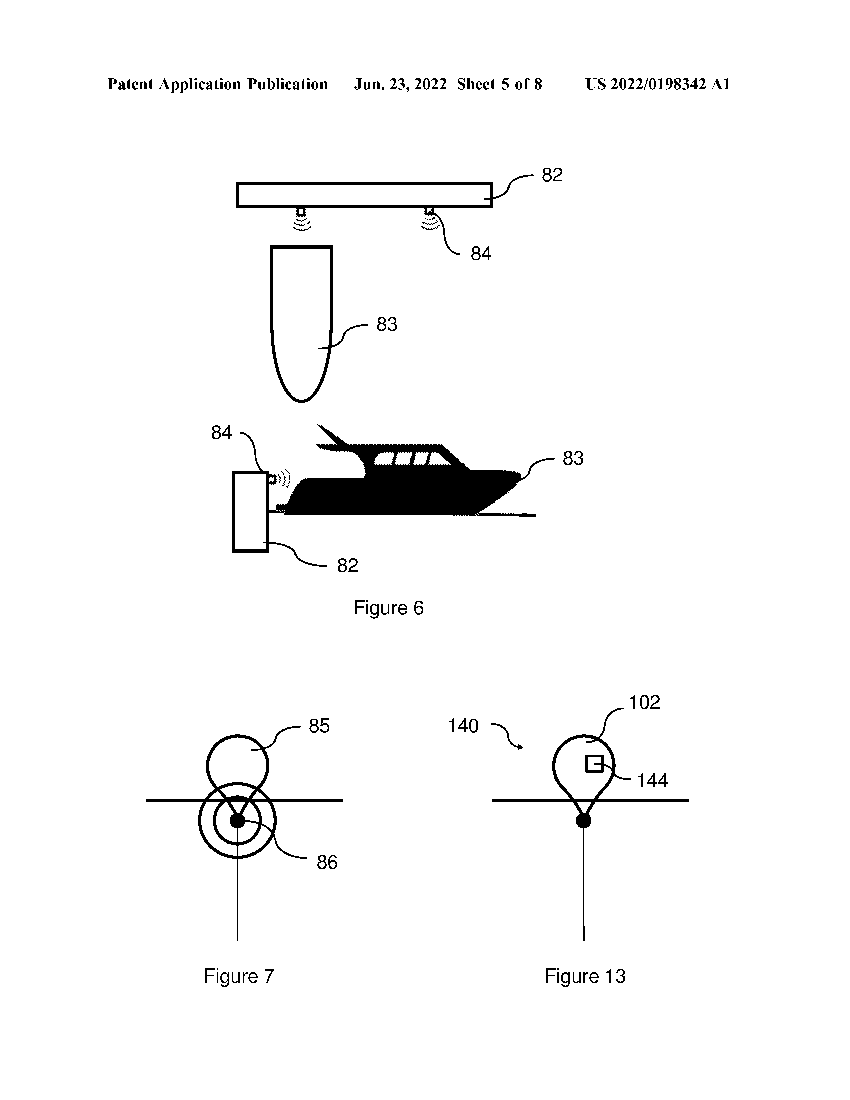 Patent Application Publication Jun. 23, 2022 Sheet 5 of 8 US 2022/0198342 A1
82
84
83
84
83
82
Figure 6
85
86
Figure 7
140
102
144
Figure 13